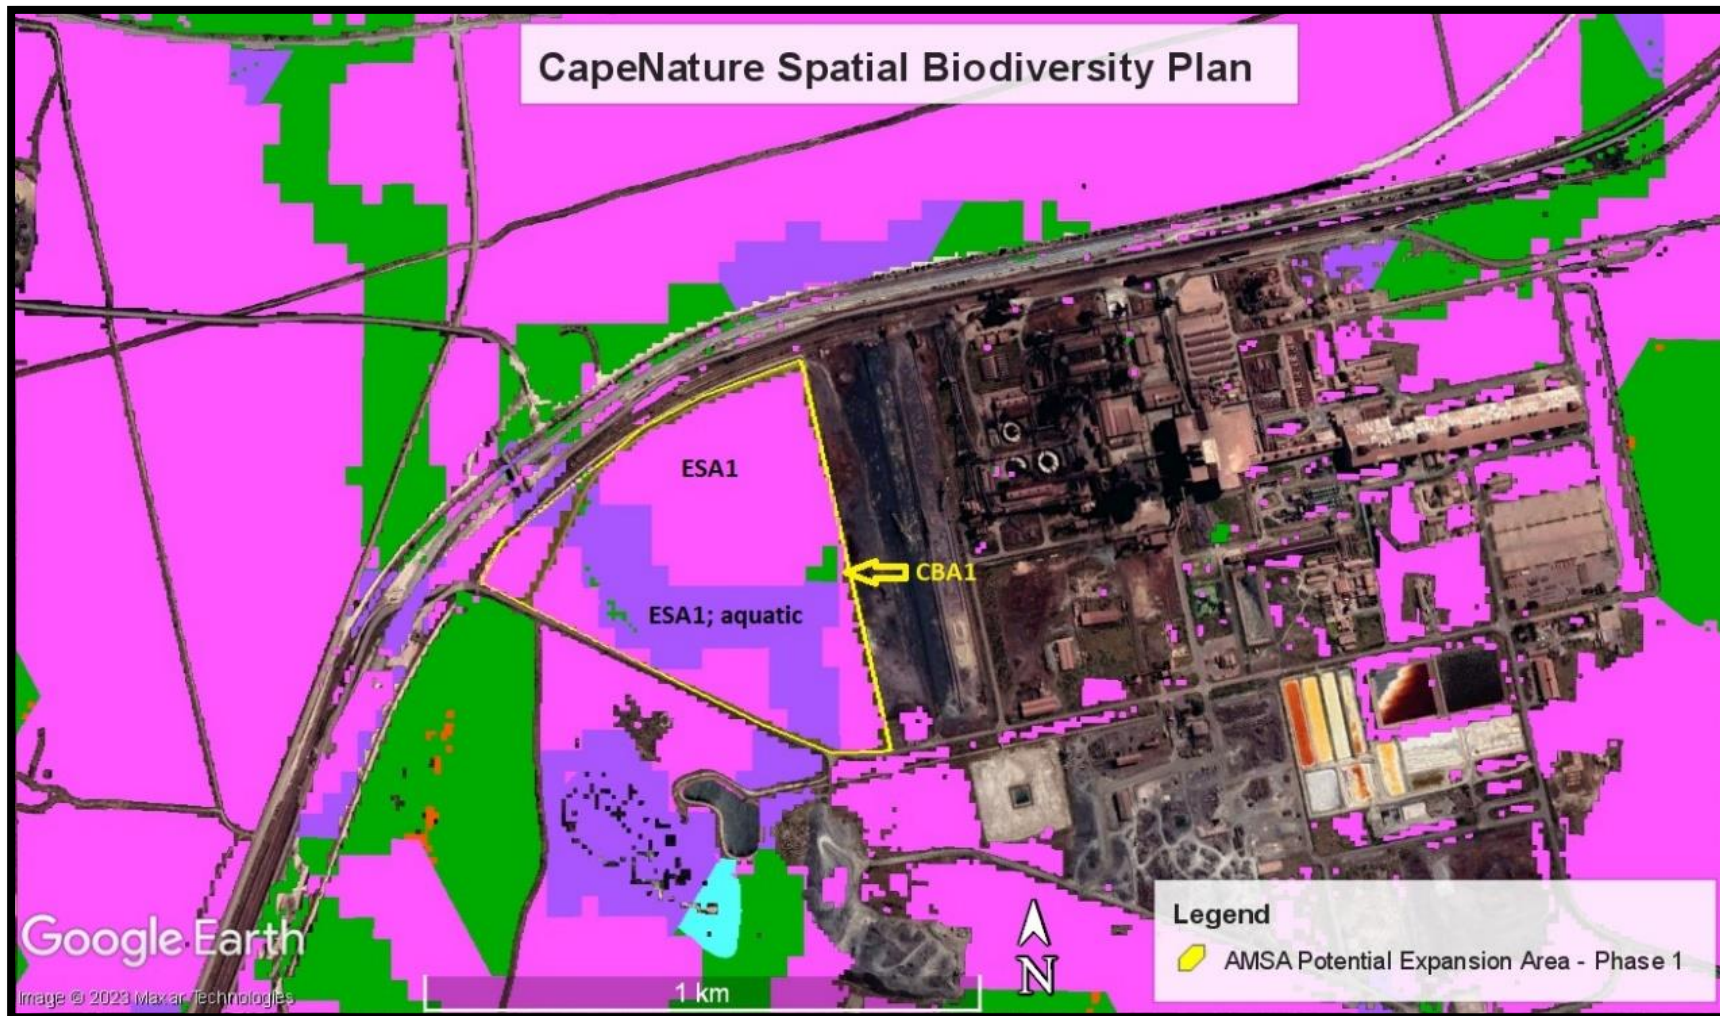 CapeNature Spatial Biodiversity Plan
ESA1
CBA1
ESA1; aquatic
Legend
AMSA Potential Expansion Area - Phase 1
Google Earth
N
1 km
Image © 2023 Maxar Technologies